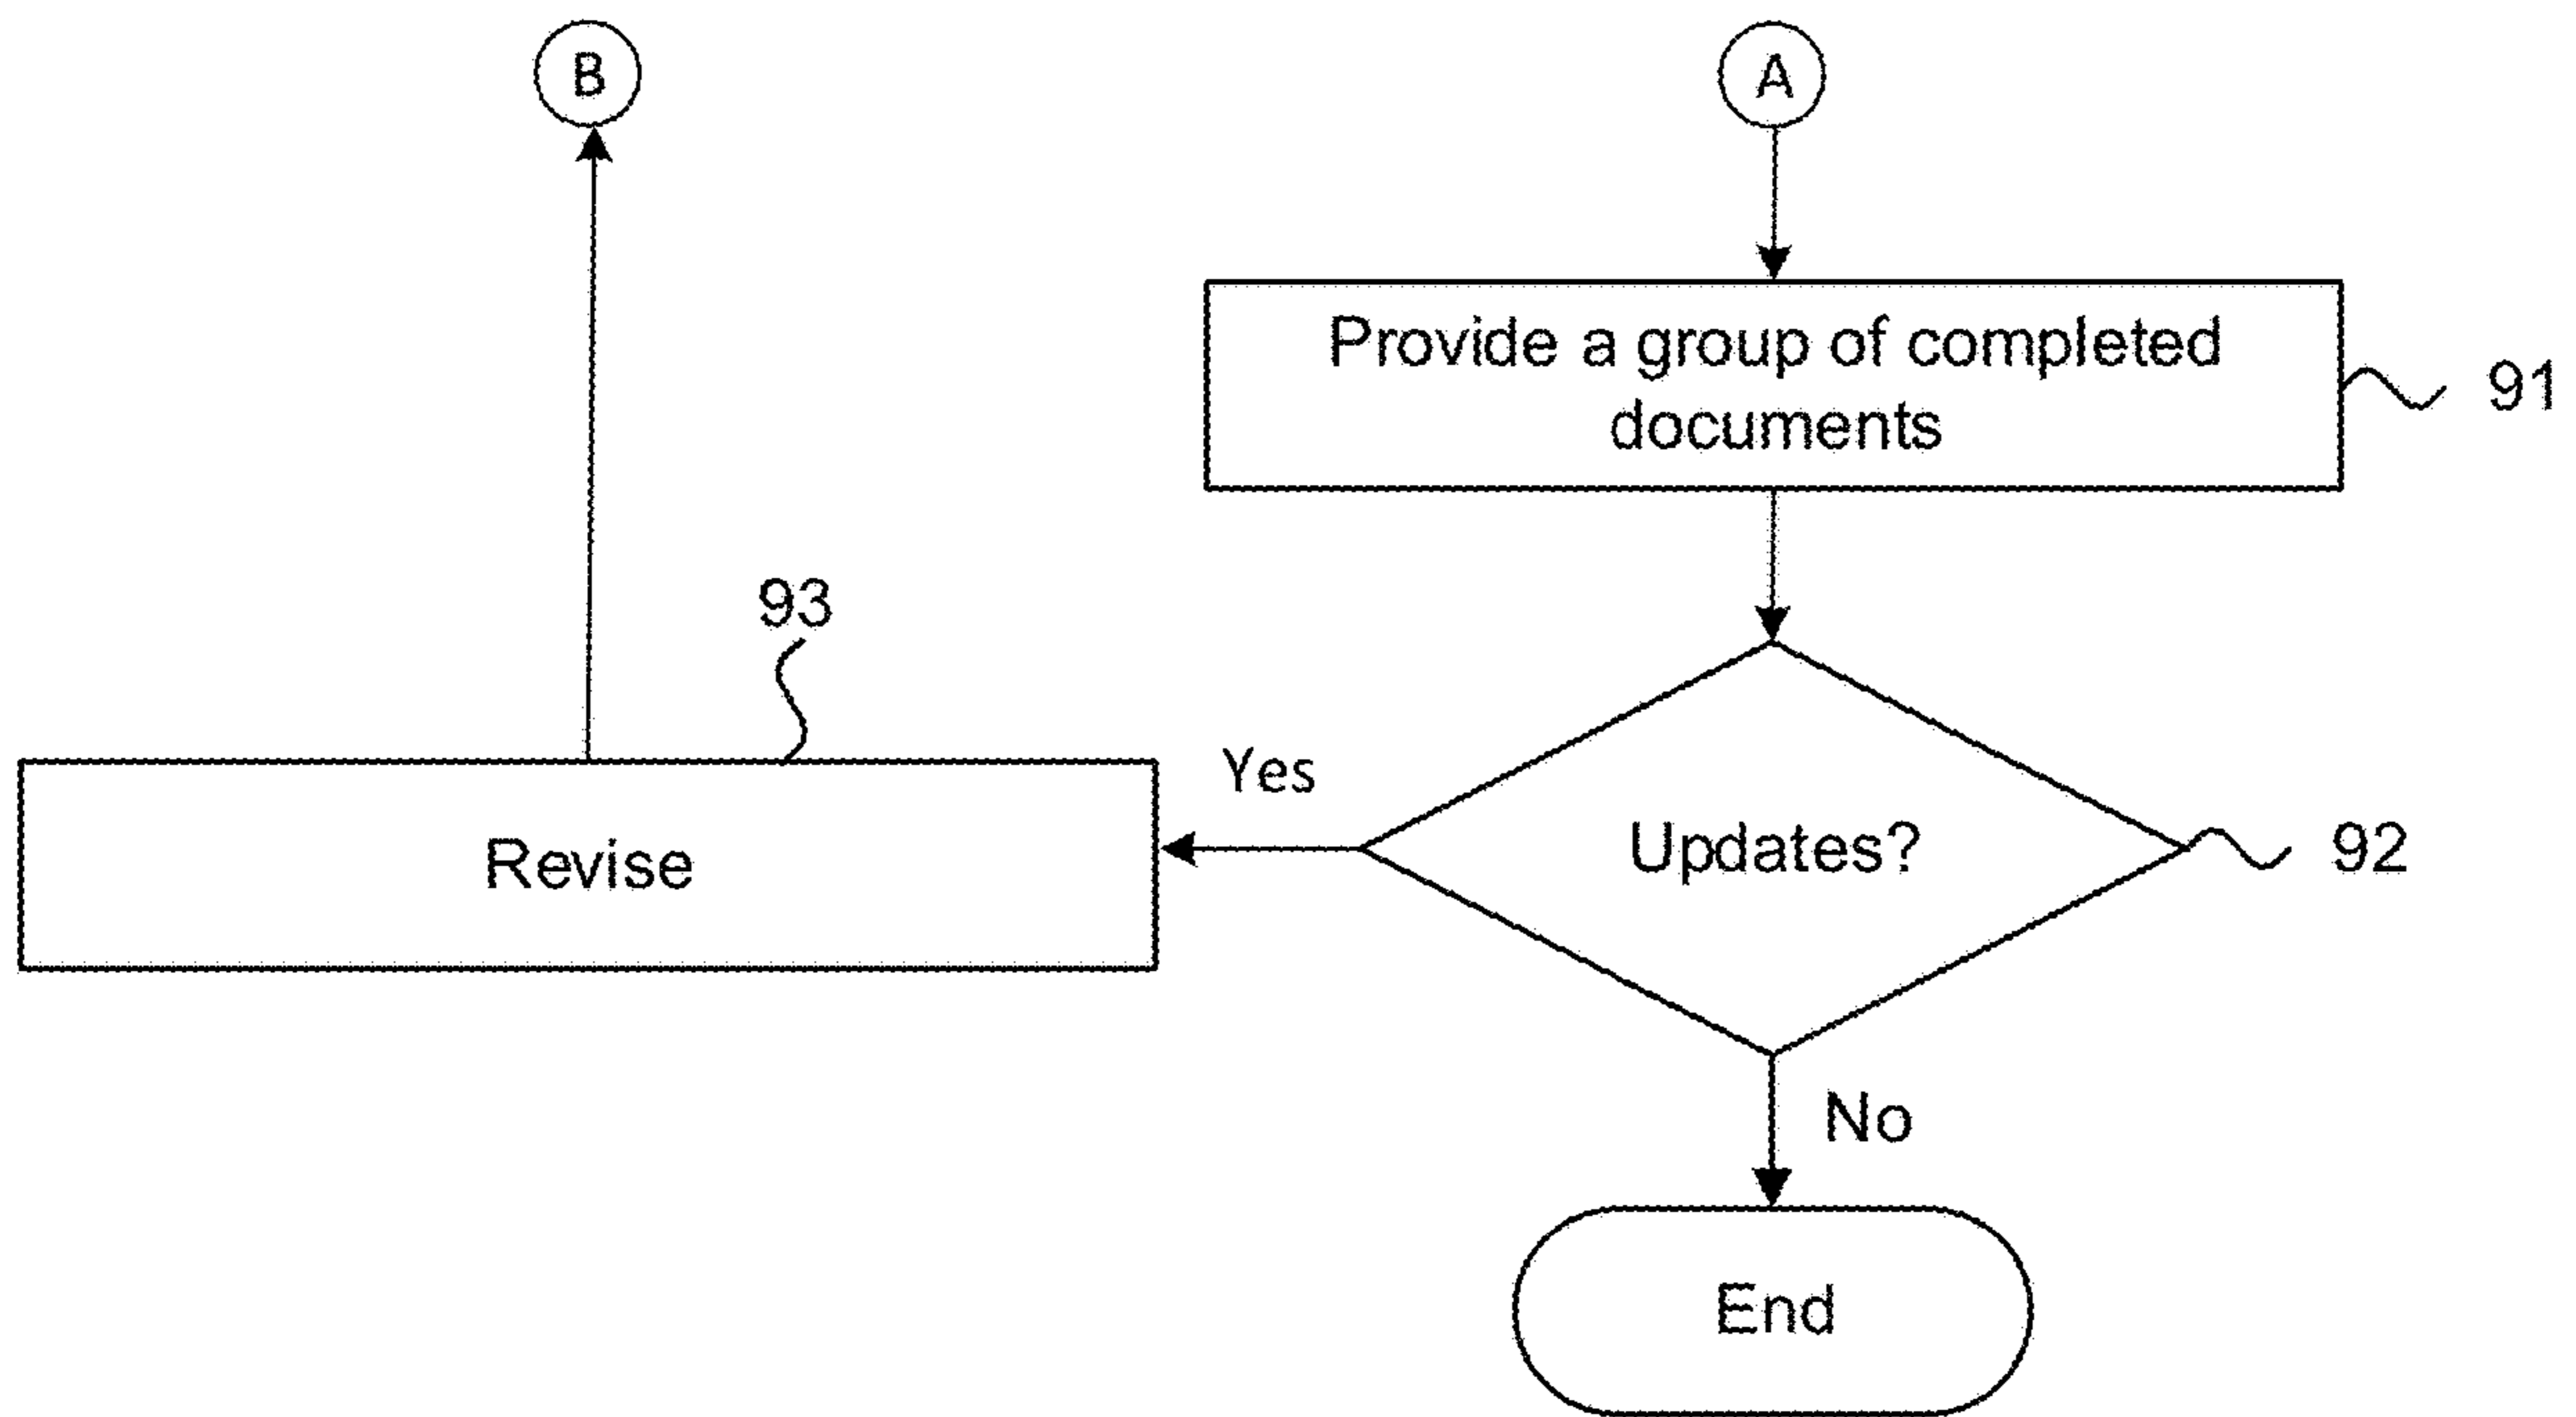 B
A
Provide a group of completed
documents
91
93
Yes
Updates?
92
Revise
No
End